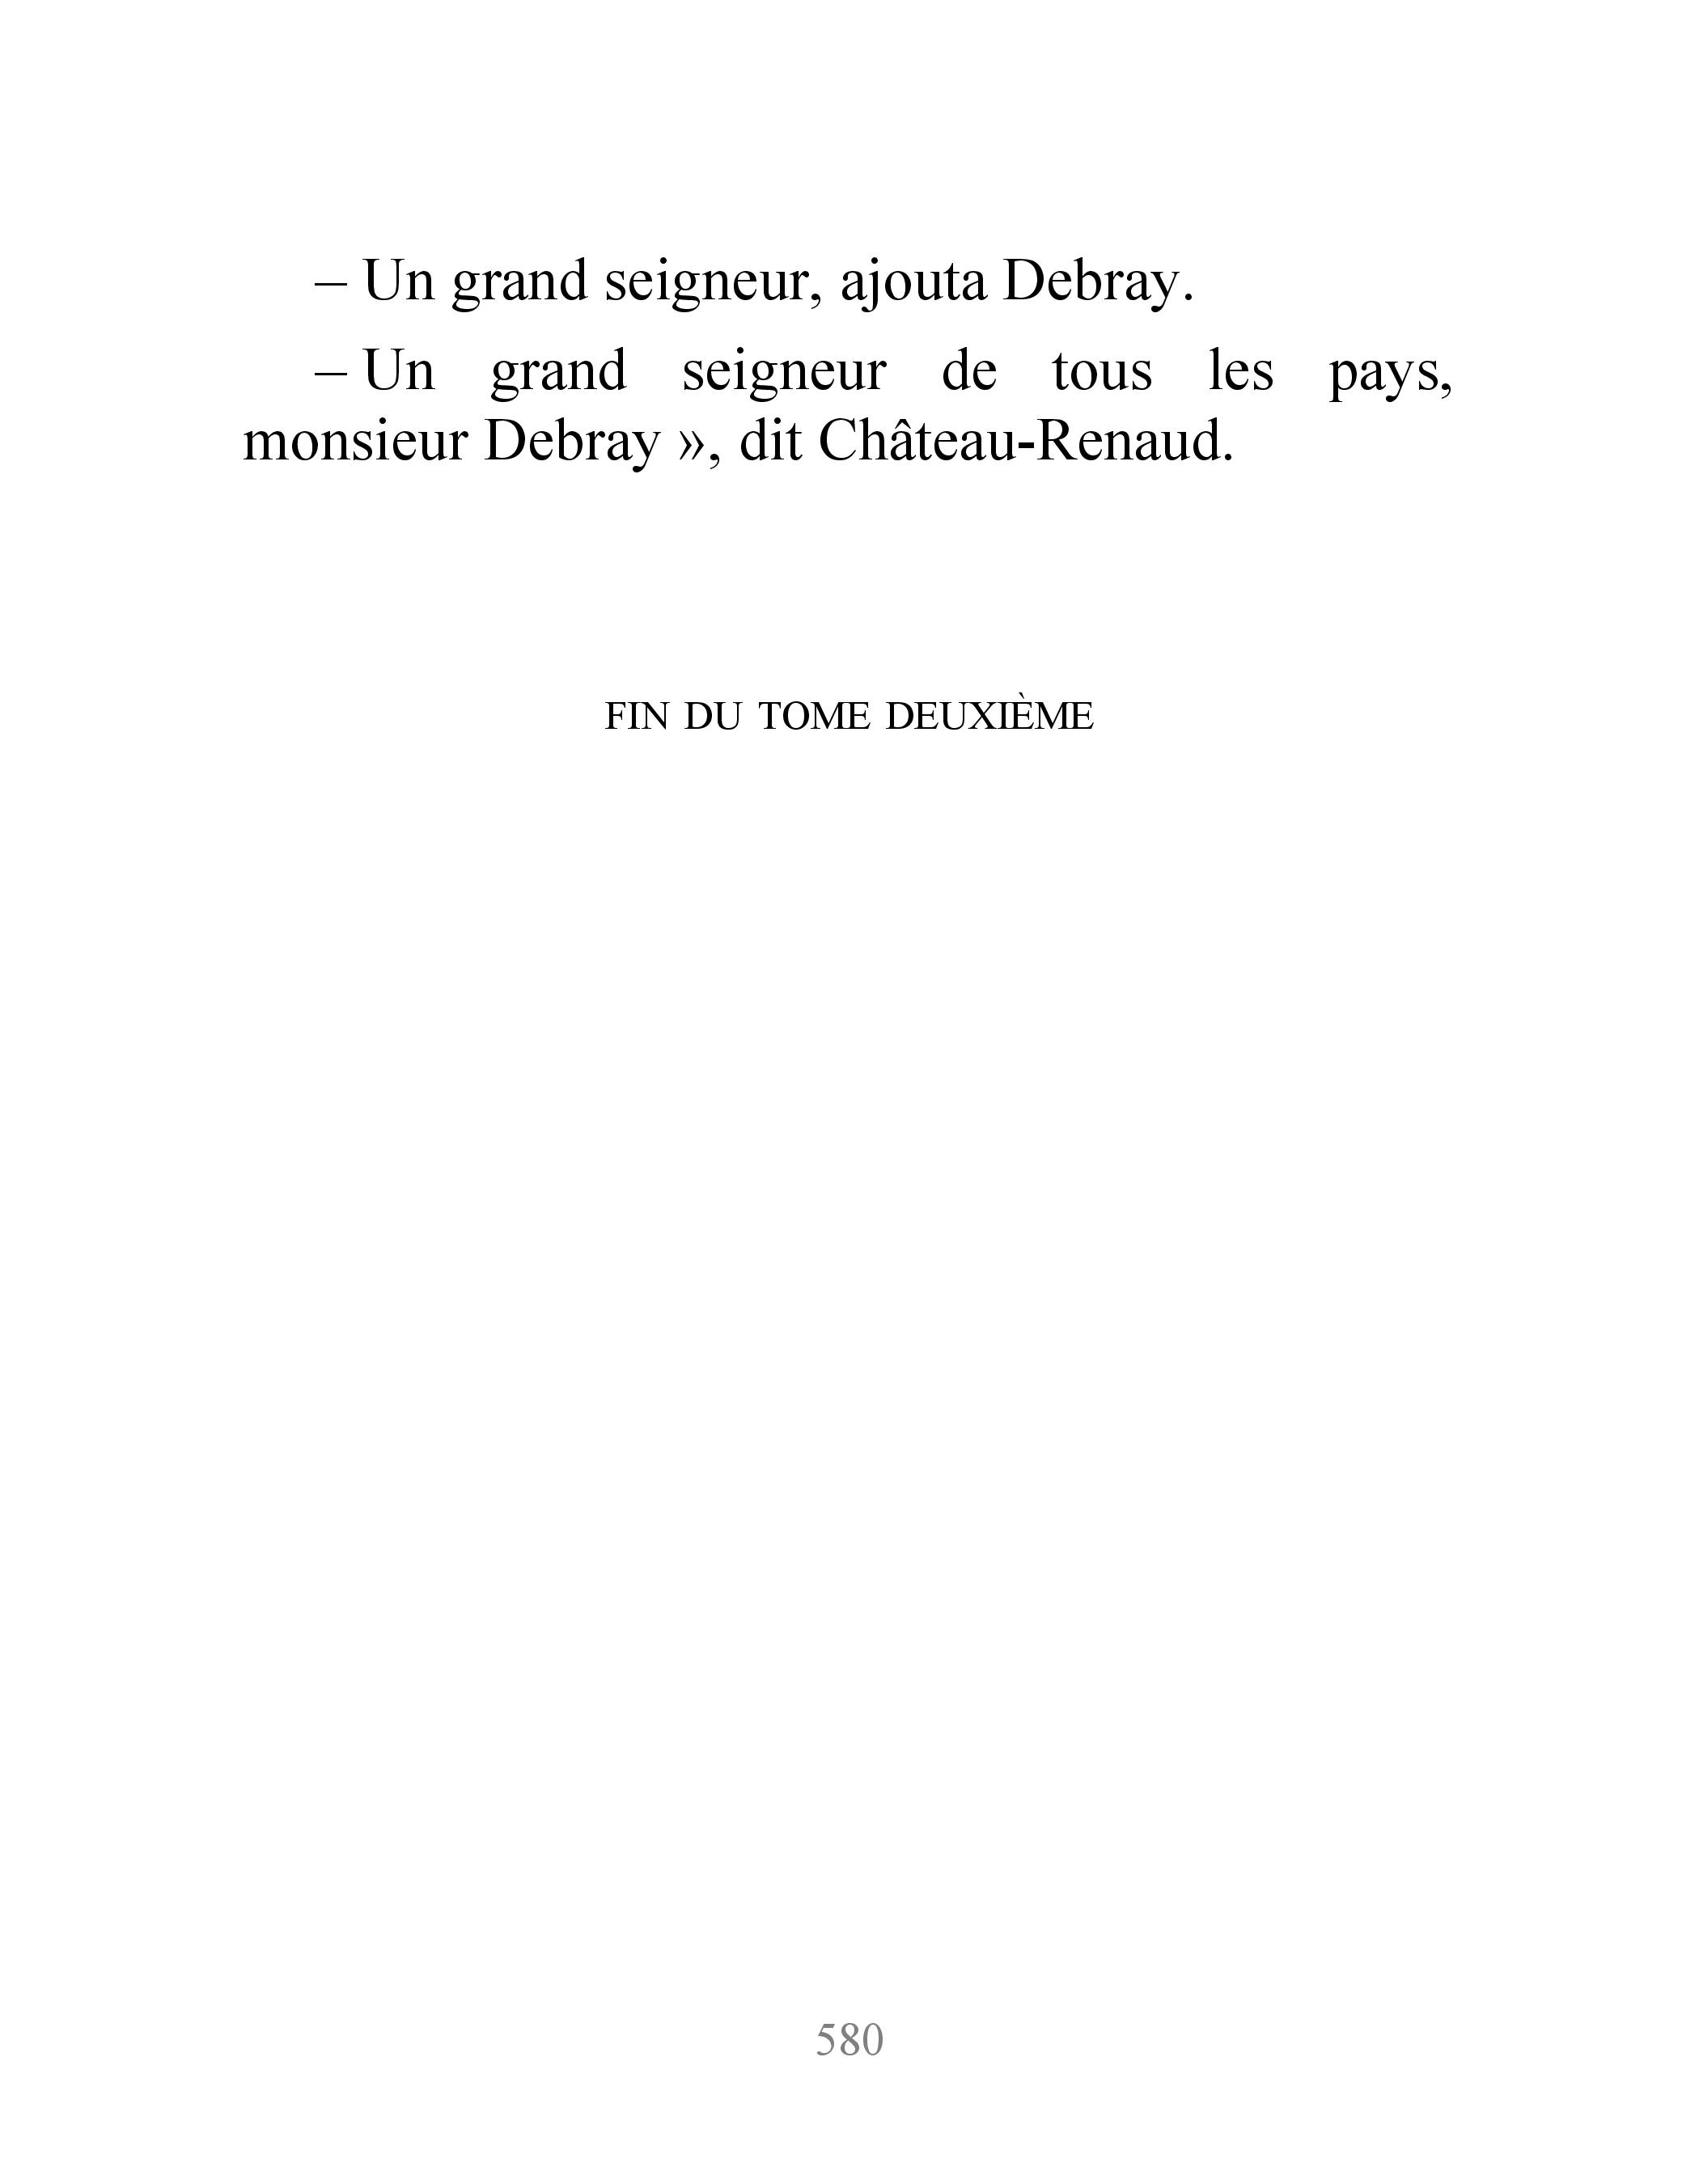 – Un grand seigneur, ajouta Debray.
– Un grand seigneur de tous les pays,
monsieur Debray », dit Château-Renaud.
FIN DU TOME DEUXIÈME
580